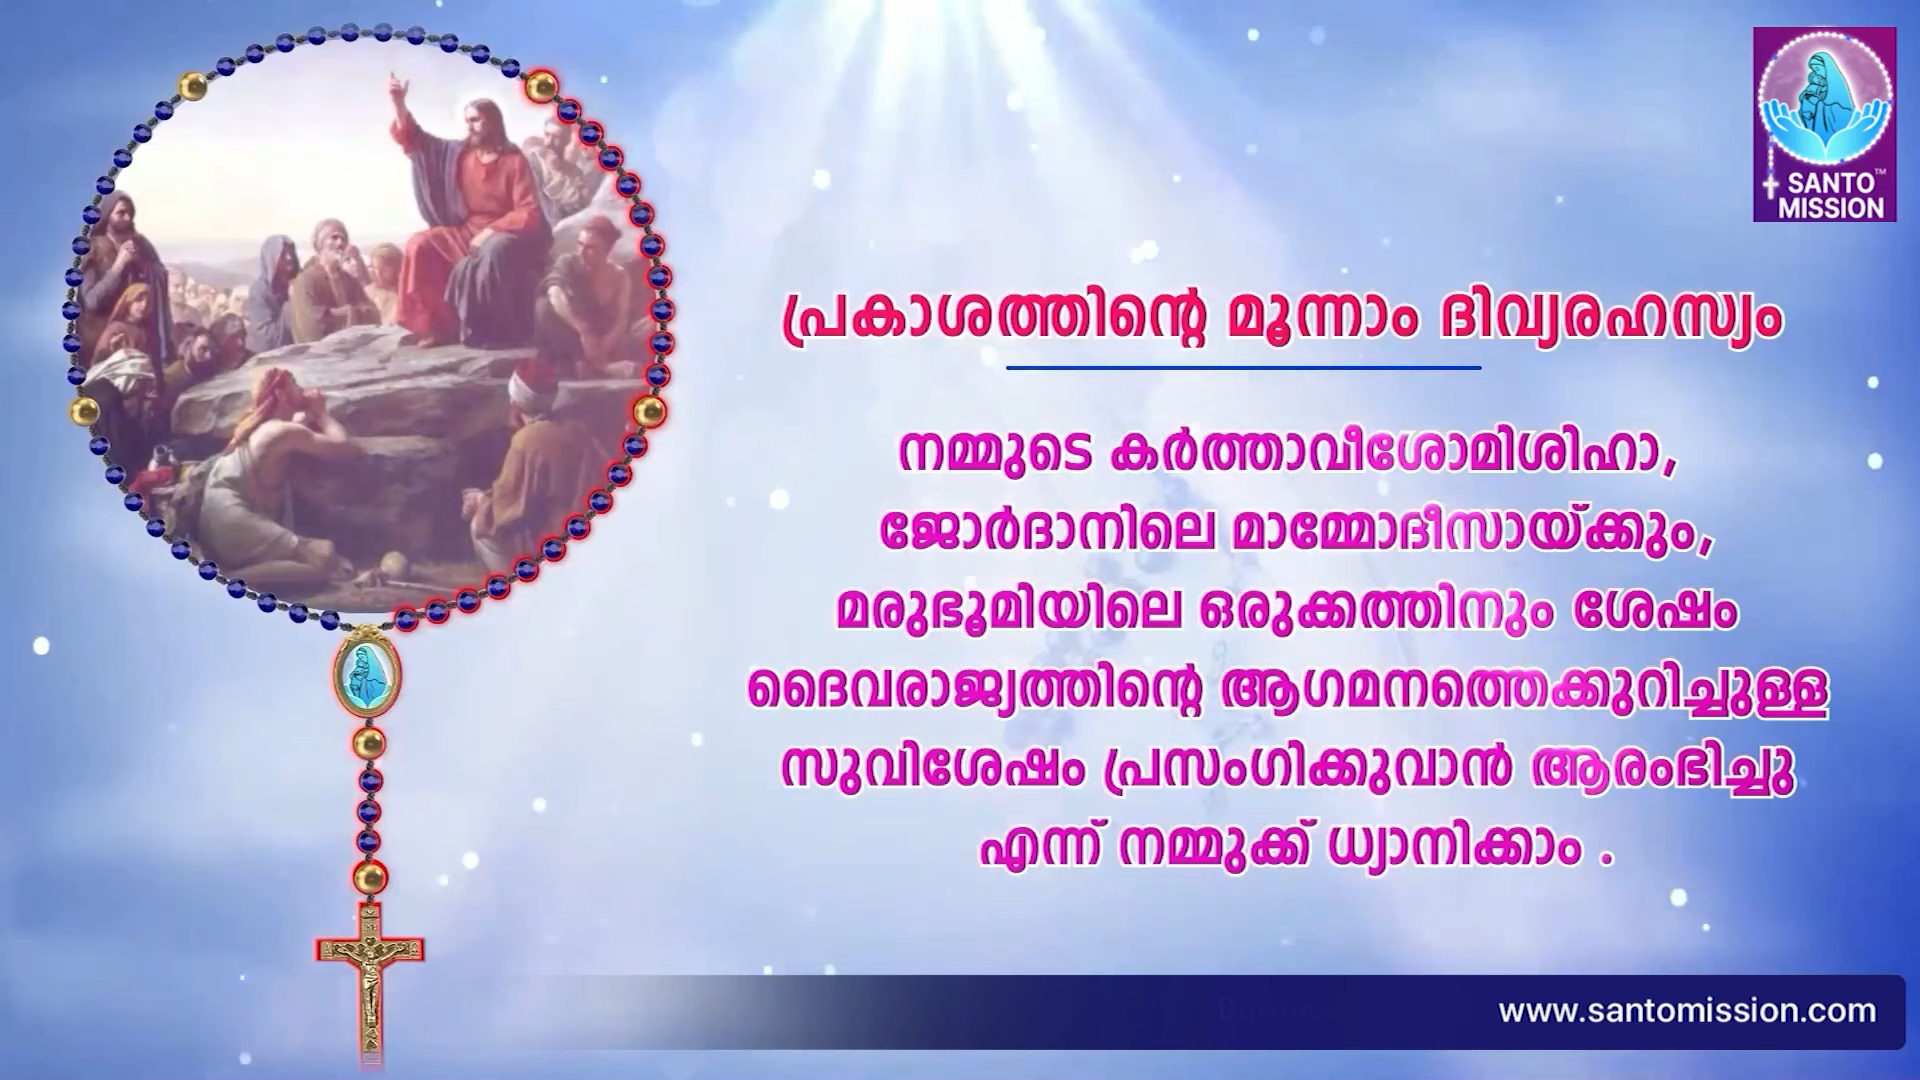 SANTO™
MISSION
പ്രകാശത്തിന്റെ മൂന്നാം ദിവ്യരഹസ്യം
നമ്മുടെ കർത്താവീശോമിശിഹാ,
ജോർദാനിലെ മാമ്മോദീസായ്ക്കും,
മരുഭൂമിയിലെ ഒരുക്കത്തിനും ശേഷം
ദൈവരാജ്യത്തിന്റെ ആഗമനത്തെക്കുറിച്ചുള്ള
സുവിശേഷം പ്രസംഗിക്കുവാൻ ആരംഭിച്ചു
എന്ന് നമ്മുക്ക് ധ്യാനിക്കാം .
www.santomission.com